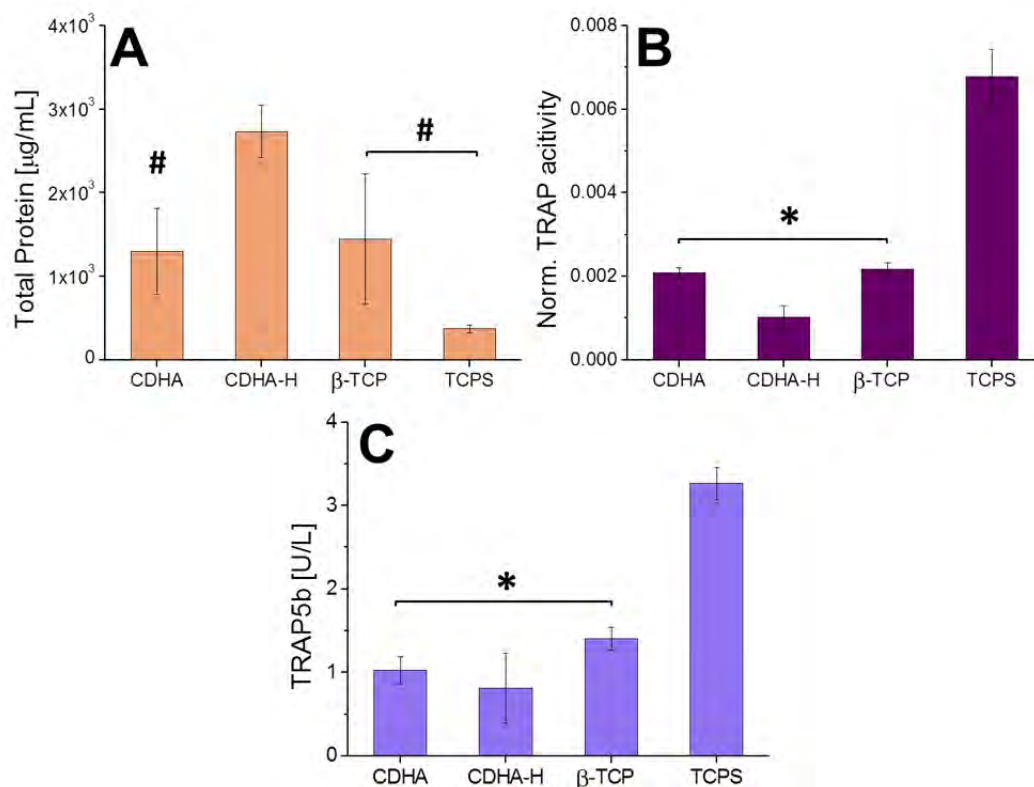 A
Total Protein [µg/mL]
4x10³
3x10³
2x10³
1x10³
0
#
#
CDHA CDHA-H β-TCP TCPS
B
Norm. TRAP acitivity
0.008
0.006
0.004
0.002
0.000
*
CDHA CDHA-H β-TCP TCPS
C
TRAP5b [U/L]
4
3
2
1
0
*
CDHA CDHA-H β-TCP TCPS